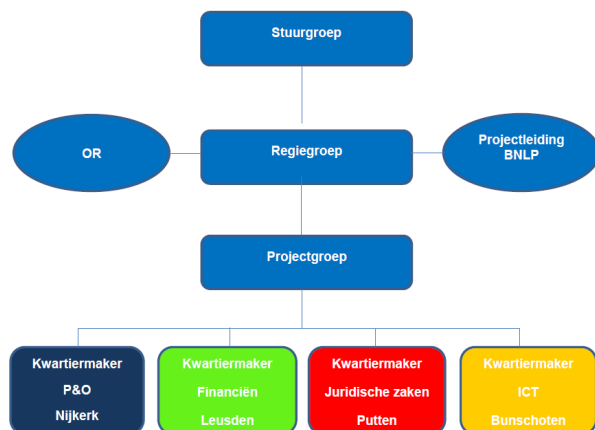 Stuurgroep
OR
Regiegroep
Projectleiding
BNLP
Projectgroep
Kwartiermaker
P&O
Nijkerk
Kwartiermaker
Financiën
Leusden
Kwartiermaker
Juridische zaken
Putten
Kwartiermaker
ICT
Bunschoten